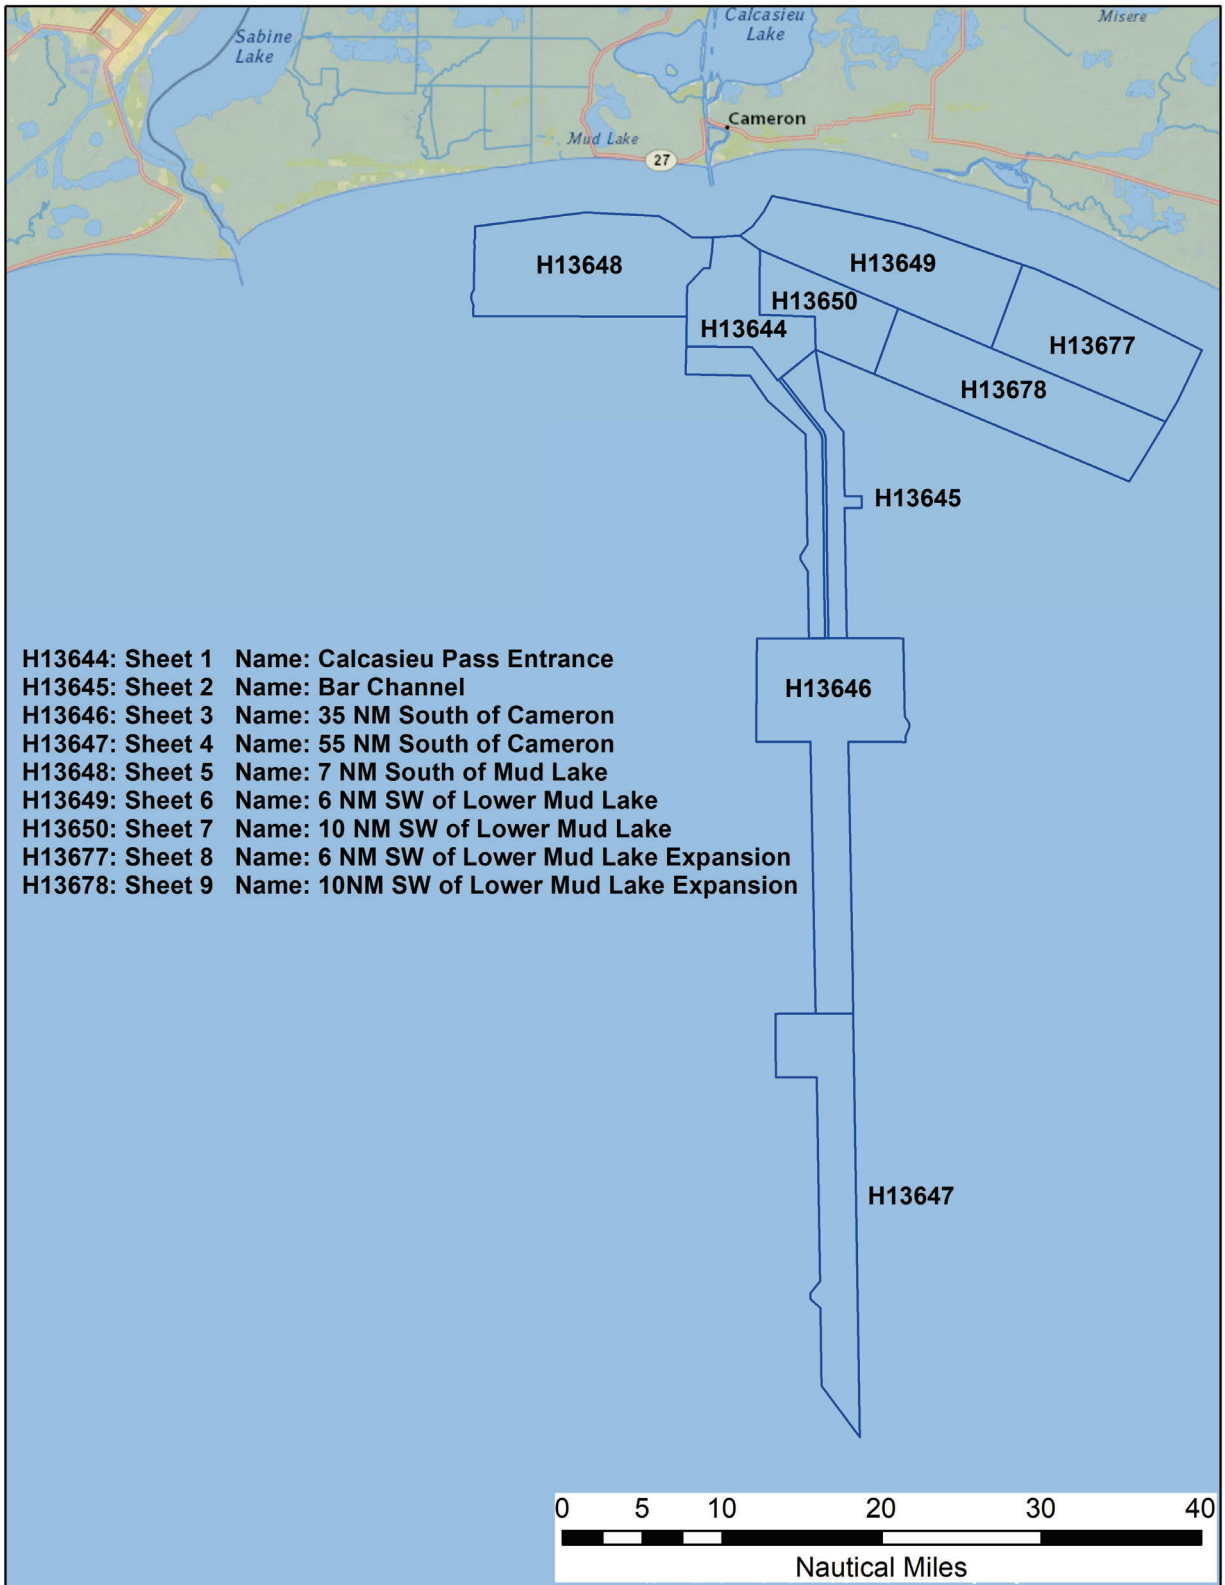 Sabine
Lake
Calcasieu
Lake
Misere
Cameron
Mud Lake
27
H13648
H13649
H13650
H13644
H13677
H13678
H13645
H13646
H13644: Sheet 1 Name: Calcasieu Pass Entrance
H13645: Sheet 2 Name: Bar Channel
H13646: Sheet 3 Name: 35 NM South of Cameron
H13647: Sheet 4 Name: 55 NM South of Cameron
H13648: Sheet 5 Name: 7 NM South of Mud Lake
H13649: Sheet 6 Name: 6 NM SW of Lower Mud Lake
H13650: Sheet 7 Name: 10 NM SW of Lower Mud Lake
H13677: Sheet 8 Name: 6 NM SW of Lower Mud Lake Expansion
H13678: Sheet 9 Name: 10NM SW of Lower Mud Lake Expansion
H13647
0 5 10 20 30 40
Nautical Miles